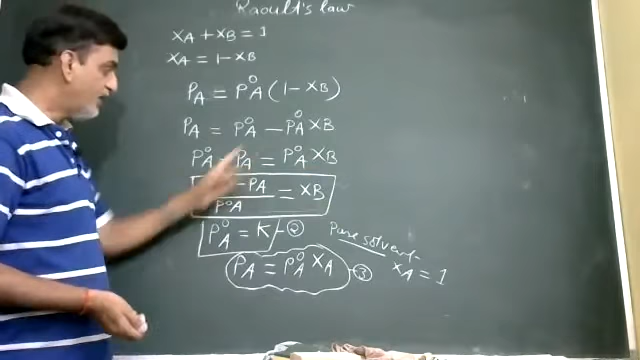 Raoult's law
xA + xB = 1
xA = 1 - xB
PA = P°A (1 - xB)
PA = P°A - P°A xB
P°A - PA = P°A xB
- PA / P°A = xB
P°A = K - ②
Pure solvent
xA = 1
PA = P°A xA - ③